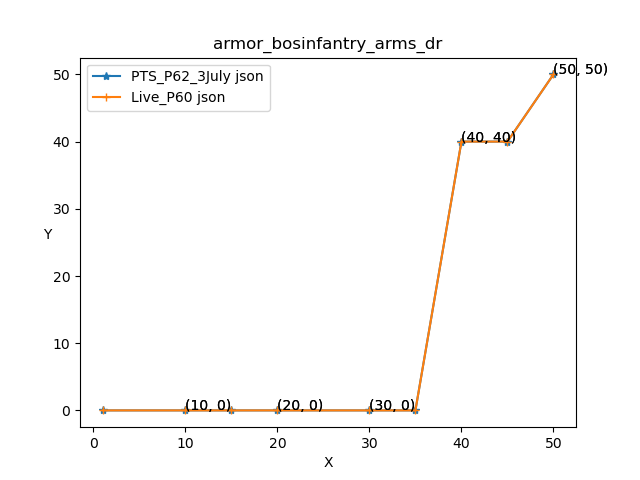 armor_bosinfantry_arms_dr
PTS_P62_3July json
Live_P60 json
(50, 50)
(40, 40)
(10, 0) (20, 0) (30, 0)
50
40
30
20
10
0
Y
0 10 20 30 40 50
X